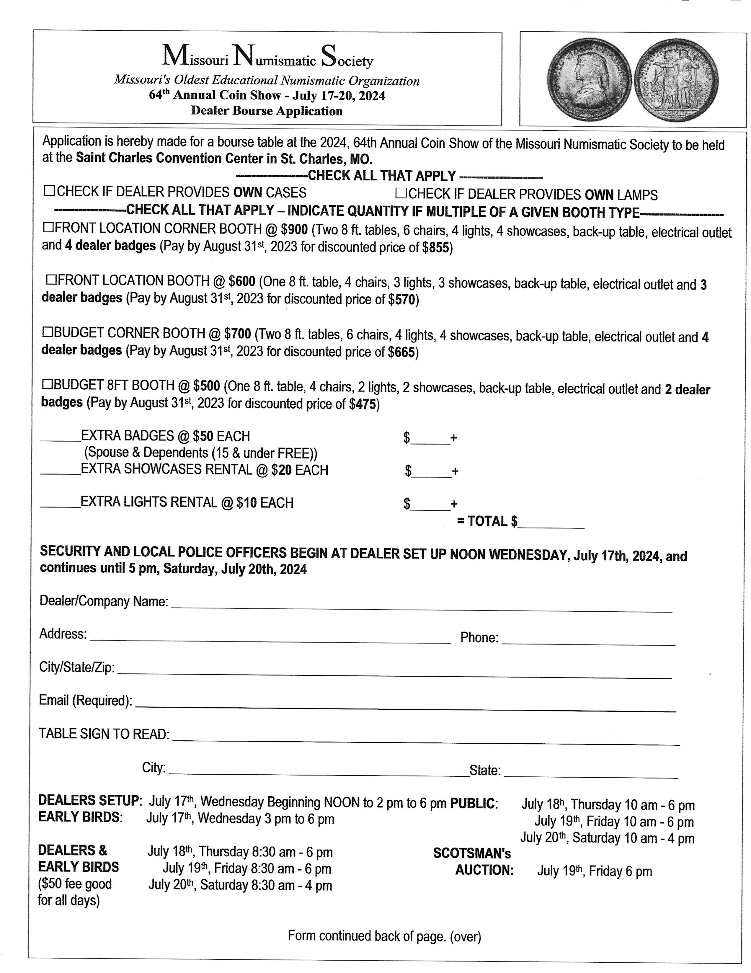 Missouri Numismatic Society
Missouri's Oldest Educational Numismatic Organization
64th Annual Coin Show - July 17-20, 2024
Dealer Bourse Application
Application is hereby made for a bourse table at the 2024, 64th Annual Coin Show of the Missouri Numismatic Society to be held
at the Saint Charles Convention Center in St. Charles, MO.
--------------------CHECK ALL THAT APPLY --------------------
☐CHECK IF DEALER PROVIDES OWN CASES ☐CHECK IF DEALER PROVIDES OWN LAMPS
--------------------CHECK ALL THAT APPLY – INDICATE QUANTITY IF MULTIPLE OF A GIVEN BOOTH TYPE--------------------
☐FRONT LOCATION CORNER BOOTH @ $900 (Two 8 ft. tables, 6 chairs, 4 lights, 4 showcases, back-up table, electrical outlet
and 4 dealer badges (Pay by August 31st, 2023 for discounted price of $855)
☐FRONT LOCATION BOOTH @ $600 (One 8 ft. table, 4 chairs, 3 lights, 3 showcases, back-up table, electrical outlet and 3
dealer badges (Pay by August 31st, 2023 for discounted price of $570)
☐BUDGET CORNER BOOTH @ $700 (Two 8 ft. tables, 6 chairs, 4 lights, 4 showcases, back-up table, electrical outlet and 4
dealer badges (Pay by August 31st, 2023 for discounted price of $665)
☐BUDGET 8FT BOOTH @ $500 (One 8 ft. table, 4 chairs, 2 lights, 2 showcases, back-up table, electrical outlet and 2 dealer
badges (Pay by August 31st, 2023 for discounted price of $475)
______EXTRA BADGES @ $50 EACH $______+
(Spouse & Dependents (15 & under FREE))
______EXTRA SHOWCASES RENTAL @ $20 EACH $______+
______EXTRA LIGHTS RENTAL @ $10 EACH $______+
= TOTAL $__________
SECURITY AND LOCAL POLICE OFFICERS BEGIN AT DEALER SET UP NOON WEDNESDAY, July 17th, 2024, and
continues until 5 pm, Saturday, July 20th, 2024
Dealer/Company Name: ____________________
Address: ____________________ Phone: ____________________
City/State/Zip: ____________________
Email (Required): ____________________
TABLE SIGN TO READ: ____________________
City: ____________________State: ____________________
DEALERS SETUP: July 17th, Wednesday Beginning NOON to 2 pm to 6 pm PUBLIC: July 18h, Thursday 10 am - 6 pm
EARLY BIRDS: July 17th, Wednesday 3 pm to 6 pm July 19th, Friday 10 am - 6 pm
July 20th, Saturday 10 am - 4 pm
DEALERS & July 18th, Thursday 8:30 am - 6 pm SCOTSMAN's
EARLY BIRDS July 19th, Friday 8:30 am - 6 pm AUCTION: July 19th, Friday 6 pm
($50 fee good July 20th, Saturday 8:30 am - 4 pm
for all days)
Form continued back of page. (over)